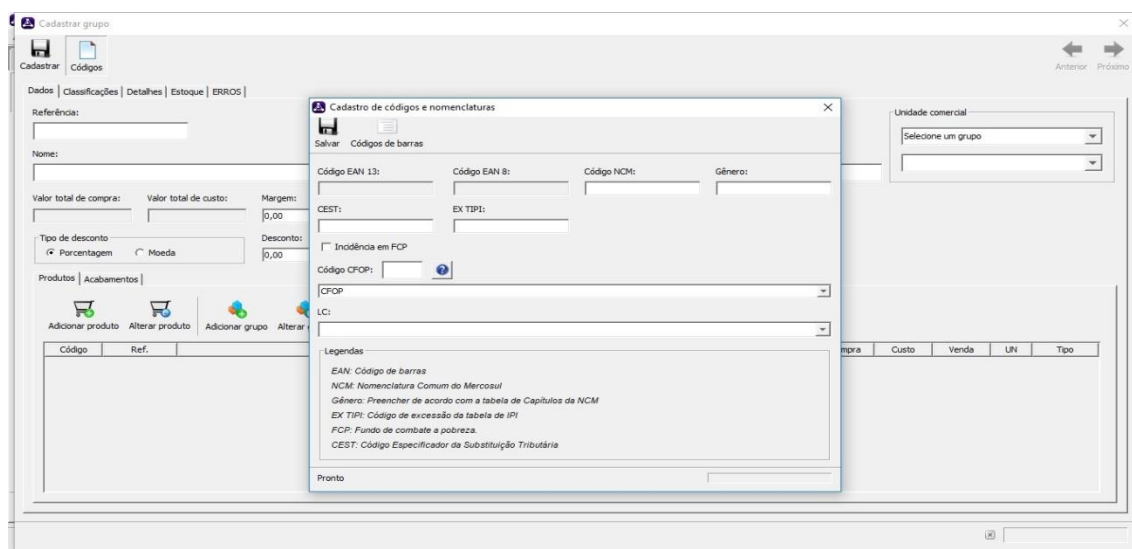 Cadastrar grupo
Cadastrar Códigos
Anterior Próximo
Dados Classificações Detalhes Estoque ERROS
Referência:
Nome:
Valor total de compra: Valor total de custo: Margem:
0,00
Tipo de desconto Desconto:
Porcentagem Moeda 0,00
Produtos Acabamentos
Adicionar produto Alterar produto Adicionar grupo Alterar
Código Ref.
Unidade comercial
Selecione um grupo
Custo Venda UN Tipo
Cadastro de códigos e nomenclaturas
Salvar Códigos de barras
Código EAN 13: Código EAN 8: Código NCM: Gênero:
CEST: EX TIPI:
Incidência em FCP
Código CFOP:
CFOP
LC:
Legendas
EAN: Código de barras
NCM: Nomenclatura Comum do Mercosul
Gênero: Preencher de acordo com a tabela de Capítulos da NCM
EX TIPI: Código de excessão da tabela de IPI
FCP: Fundo de combate a pobreza.
CEST: Código Especificador da Substituição Tributária
Pronto